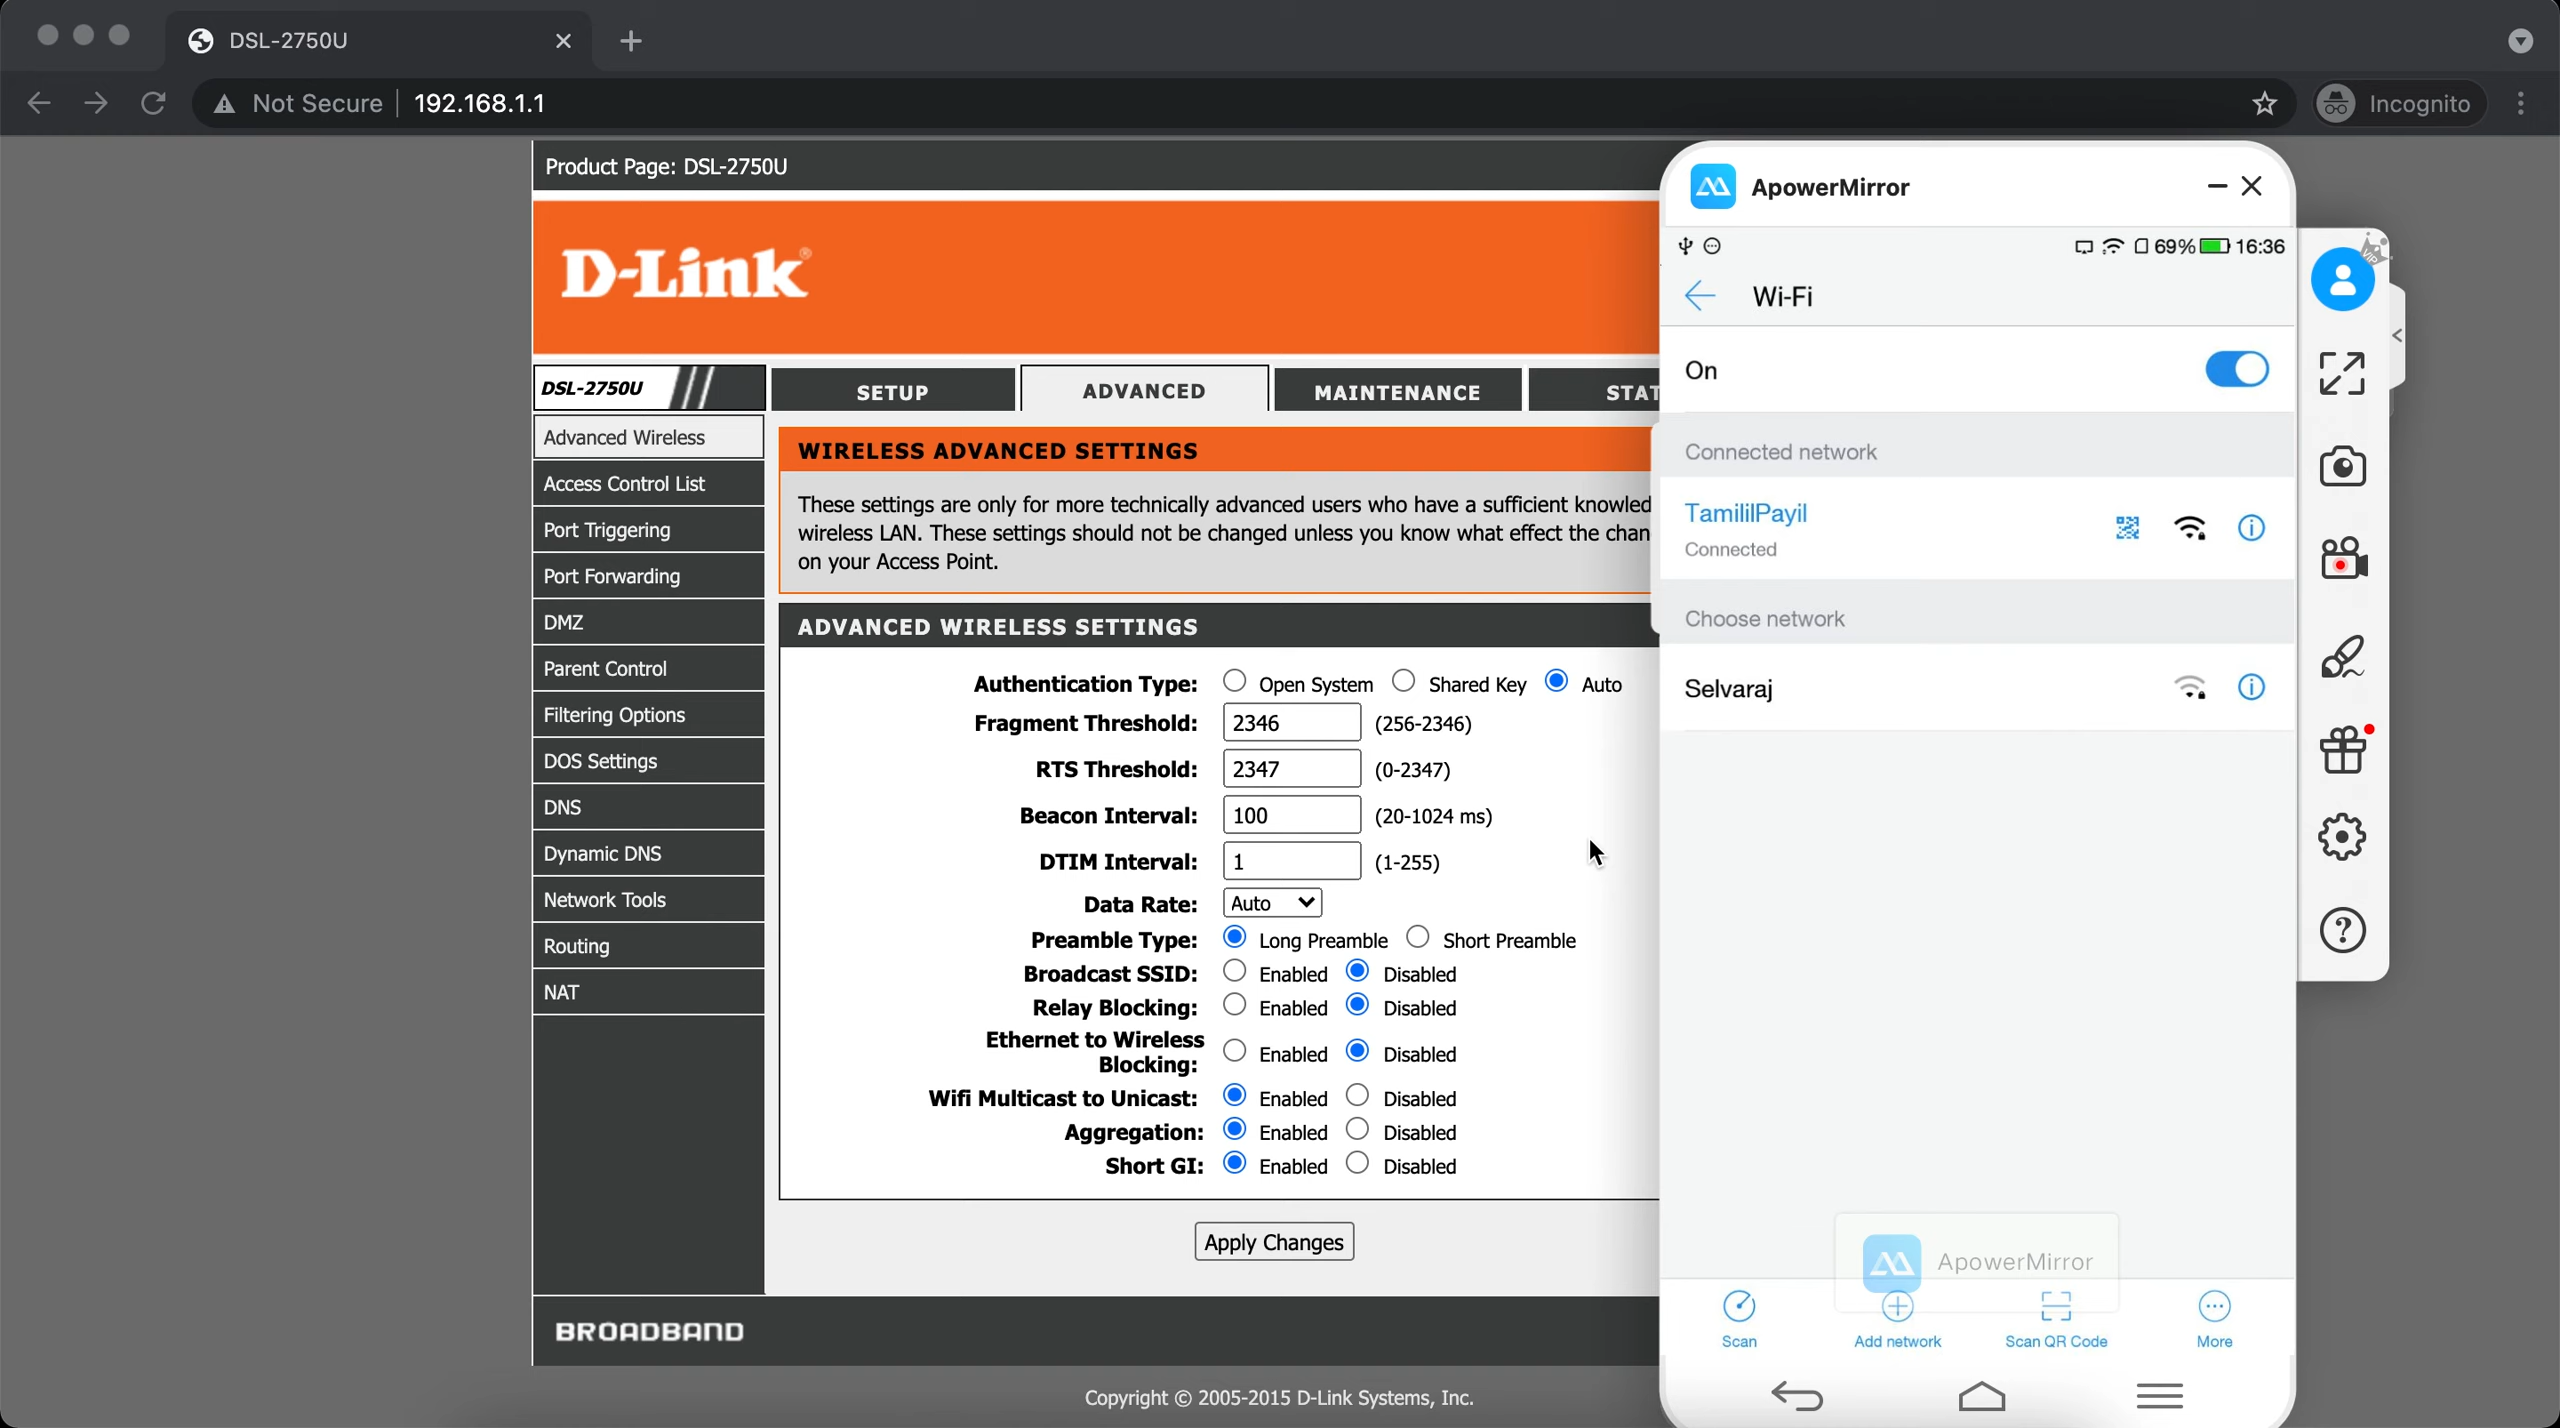 DSL-2750U
Not Secure
192.168.1.1
Incognito
Product Page: DSL-2750U
D-Link®
DSL-2750U
SETUP
ADVANCED
MAINTENANCE
STAT
Advanced Wireless
Access Control List
Port Triggering
Port Forwarding
DMZ
Parent Control
Filtering Options
DOS Settings
DNS
Dynamic DNS
Network Tools
Routing
NAT
WIRELESS ADVANCED SETTINGS
These settings are only for more technically advanced users who have a sufficient knowled
wireless LAN. These settings should not be changed unless you know what effect the chan
on your Access Point.
ADVANCED WIRELESS SETTINGS
Authentication Type: Open System Shared Key Auto
Fragment Threshold: 2346 (256-2346)
RTS Threshold: 2347 (0-2347)
Beacon Interval: 100 (20-1024 ms)
DTIM Interval: 1 (1-255)
Data Rate: Auto
Preamble Type: Long Preamble Short Preamble
Broadcast SSID: Enabled Disabled
Relay Blocking: Enabled Disabled
Ethernet to Wireless
Blocking: Enabled Disabled
Wifi Multicast to Unicast: Enabled Disabled
Aggregation: Enabled Disabled
Short GI: Enabled Disabled
Apply Changes
BROADBAND
Copyright © 2005-2015 D-Link Systems, Inc.
ApowerMirror
69% 16:36
Wi-Fi
On
Connected network
TamililPayil
Connected
Choose network
Selvaraj
ApowerMirror
Scan
Add network
Scan QR Code
More
VIP